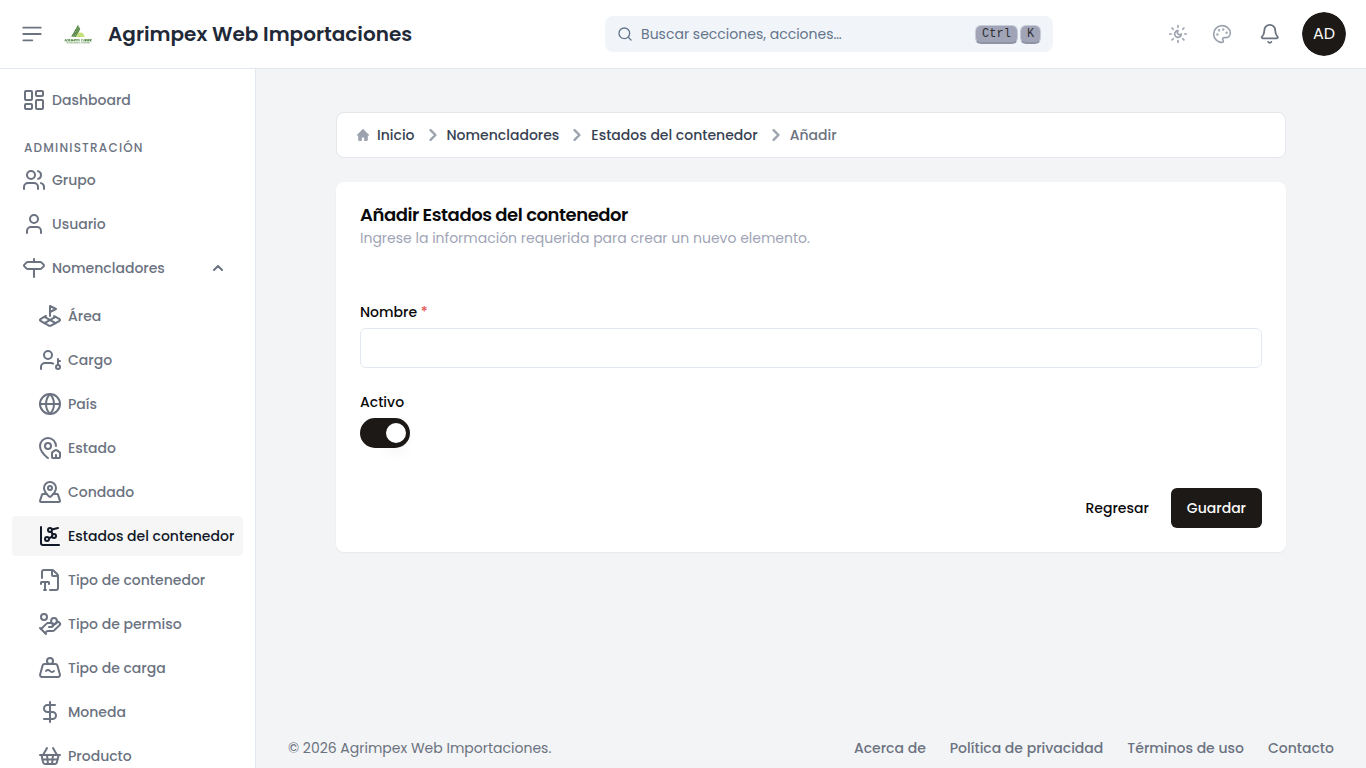 Agrimpex Web Importaciones
Buscar secciones, acciones...
Ctrl K
AD
Dashboard
ADMINISTRACIÓN
Grupo
Usuario
Nomencladores
Área
Cargo
País
Estado
Condado
Estados del contenedor
Tipo de contenedor
Tipo de permiso
Tipo de carga
Moneda
Producto
Inicio
Nomencladores
Estados del contenedor
Añadir
Añadir Estados del contenedor
Ingrese la información requerida para crear un nuevo elemento.
Nombre *
Activo
Regresar
Guardar
© 2026 Agrimpex Web Importaciones.
Acerca de
Política de privacidad
Términos de uso
Contacto